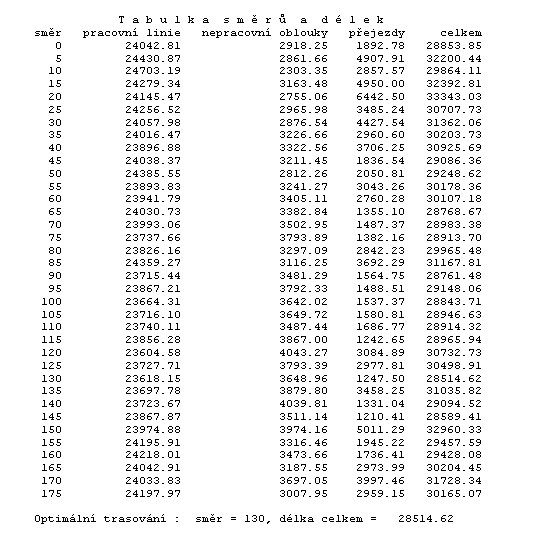 T a b u l k a  s m ě r ů  a  d é l e k
směr pracovní linie nepracovní oblouky přejezdy celkem
0 24042.81 2918.25 1892.78 28853.85
5 24430.87 2861.66 4907.91 32200.44
10 24703.19 2303.35 2857.57 29864.11
15 24279.34 3163.48 4950.00 32392.81
20 24145.47 2755.06 6442.50 33343.03
25 24256.52 2965.98 3485.24 30707.73
30 24057.98 2876.54 4427.54 31362.06
35 24016.47 3226.66 2960.60 30203.73
40 23896.88 3322.56 3706.25 30925.69
45 24038.37 3211.45 1836.54 29086.36
50 24385.55 2812.26 2050.81 29248.62
55 23893.83 3241.27 3043.26 30178.36
60 23941.79 3405.11 2760.28 30107.18
65 24030.73 3382.84 1355.10 28768.67
70 23993.06 3502.95 1487.37 28983.38
75 23737.66 3793.89 1382.16 28913.70
80 23826.16 3297.09 2842.23 29965.48
85 24359.27 3116.25 3692.29 31167.81
90 23715.44 3481.29 1564.75 28761.48
95 23867.21 3792.33 1488.51 29148.06
100 23664.31 3642.02 1537.37 28843.71
105 23716.10 3649.72 1580.81 28946.63
110 23740.11 3487.44 1686.77 28914.32
115 23856.28 3867.00 1242.65 28965.94
120 23604.58 4043.27 3084.89 30732.73
125 23727.71 3793.39 2977.81 30498.91
130 23618.15 3648.96 1247.50 28514.62
135 23697.78 3879.80 3458.25 31035.82
140 23723.67 4039.81 1331.04 29094.52
145 23867.87 3511.14 1210.41 28589.41
150 23974.88 3974.16 5011.29 32960.33
155 24195.91 3316.46 1945.22 29457.59
160 24218.01 3473.66 1736.41 29428.08
165 24042.91 3187.55 2973.99 30204.45
170 24033.83 3697.05 3997.46 31728.34
175 24197.97 3007.95 2959.15 30165.07
Optimální trasování :  směr = 130, délka celkem =   28514.62